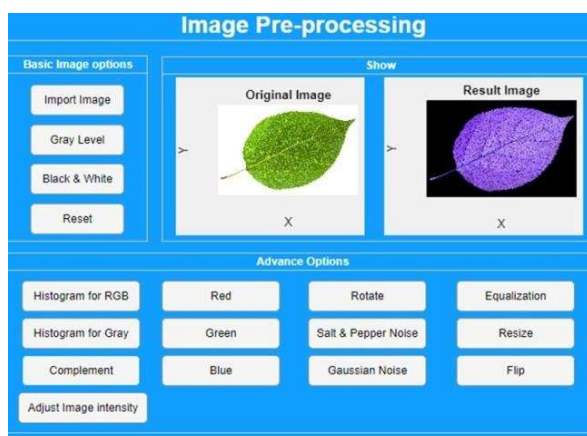 Image Pre-processing
Basic Image options
Import Image
Gray Level
Black & White
Reset
Show
Original Image
Y
X
Result Image
Y
X
Advance Options
Histogram for RGB
Red
Rotate
Equalization
Histogram for Gray
Green
Salt & Pepper Noise
Resize
Complement
Blue
Gaussian Noise
Flip
Adjust Image intensity